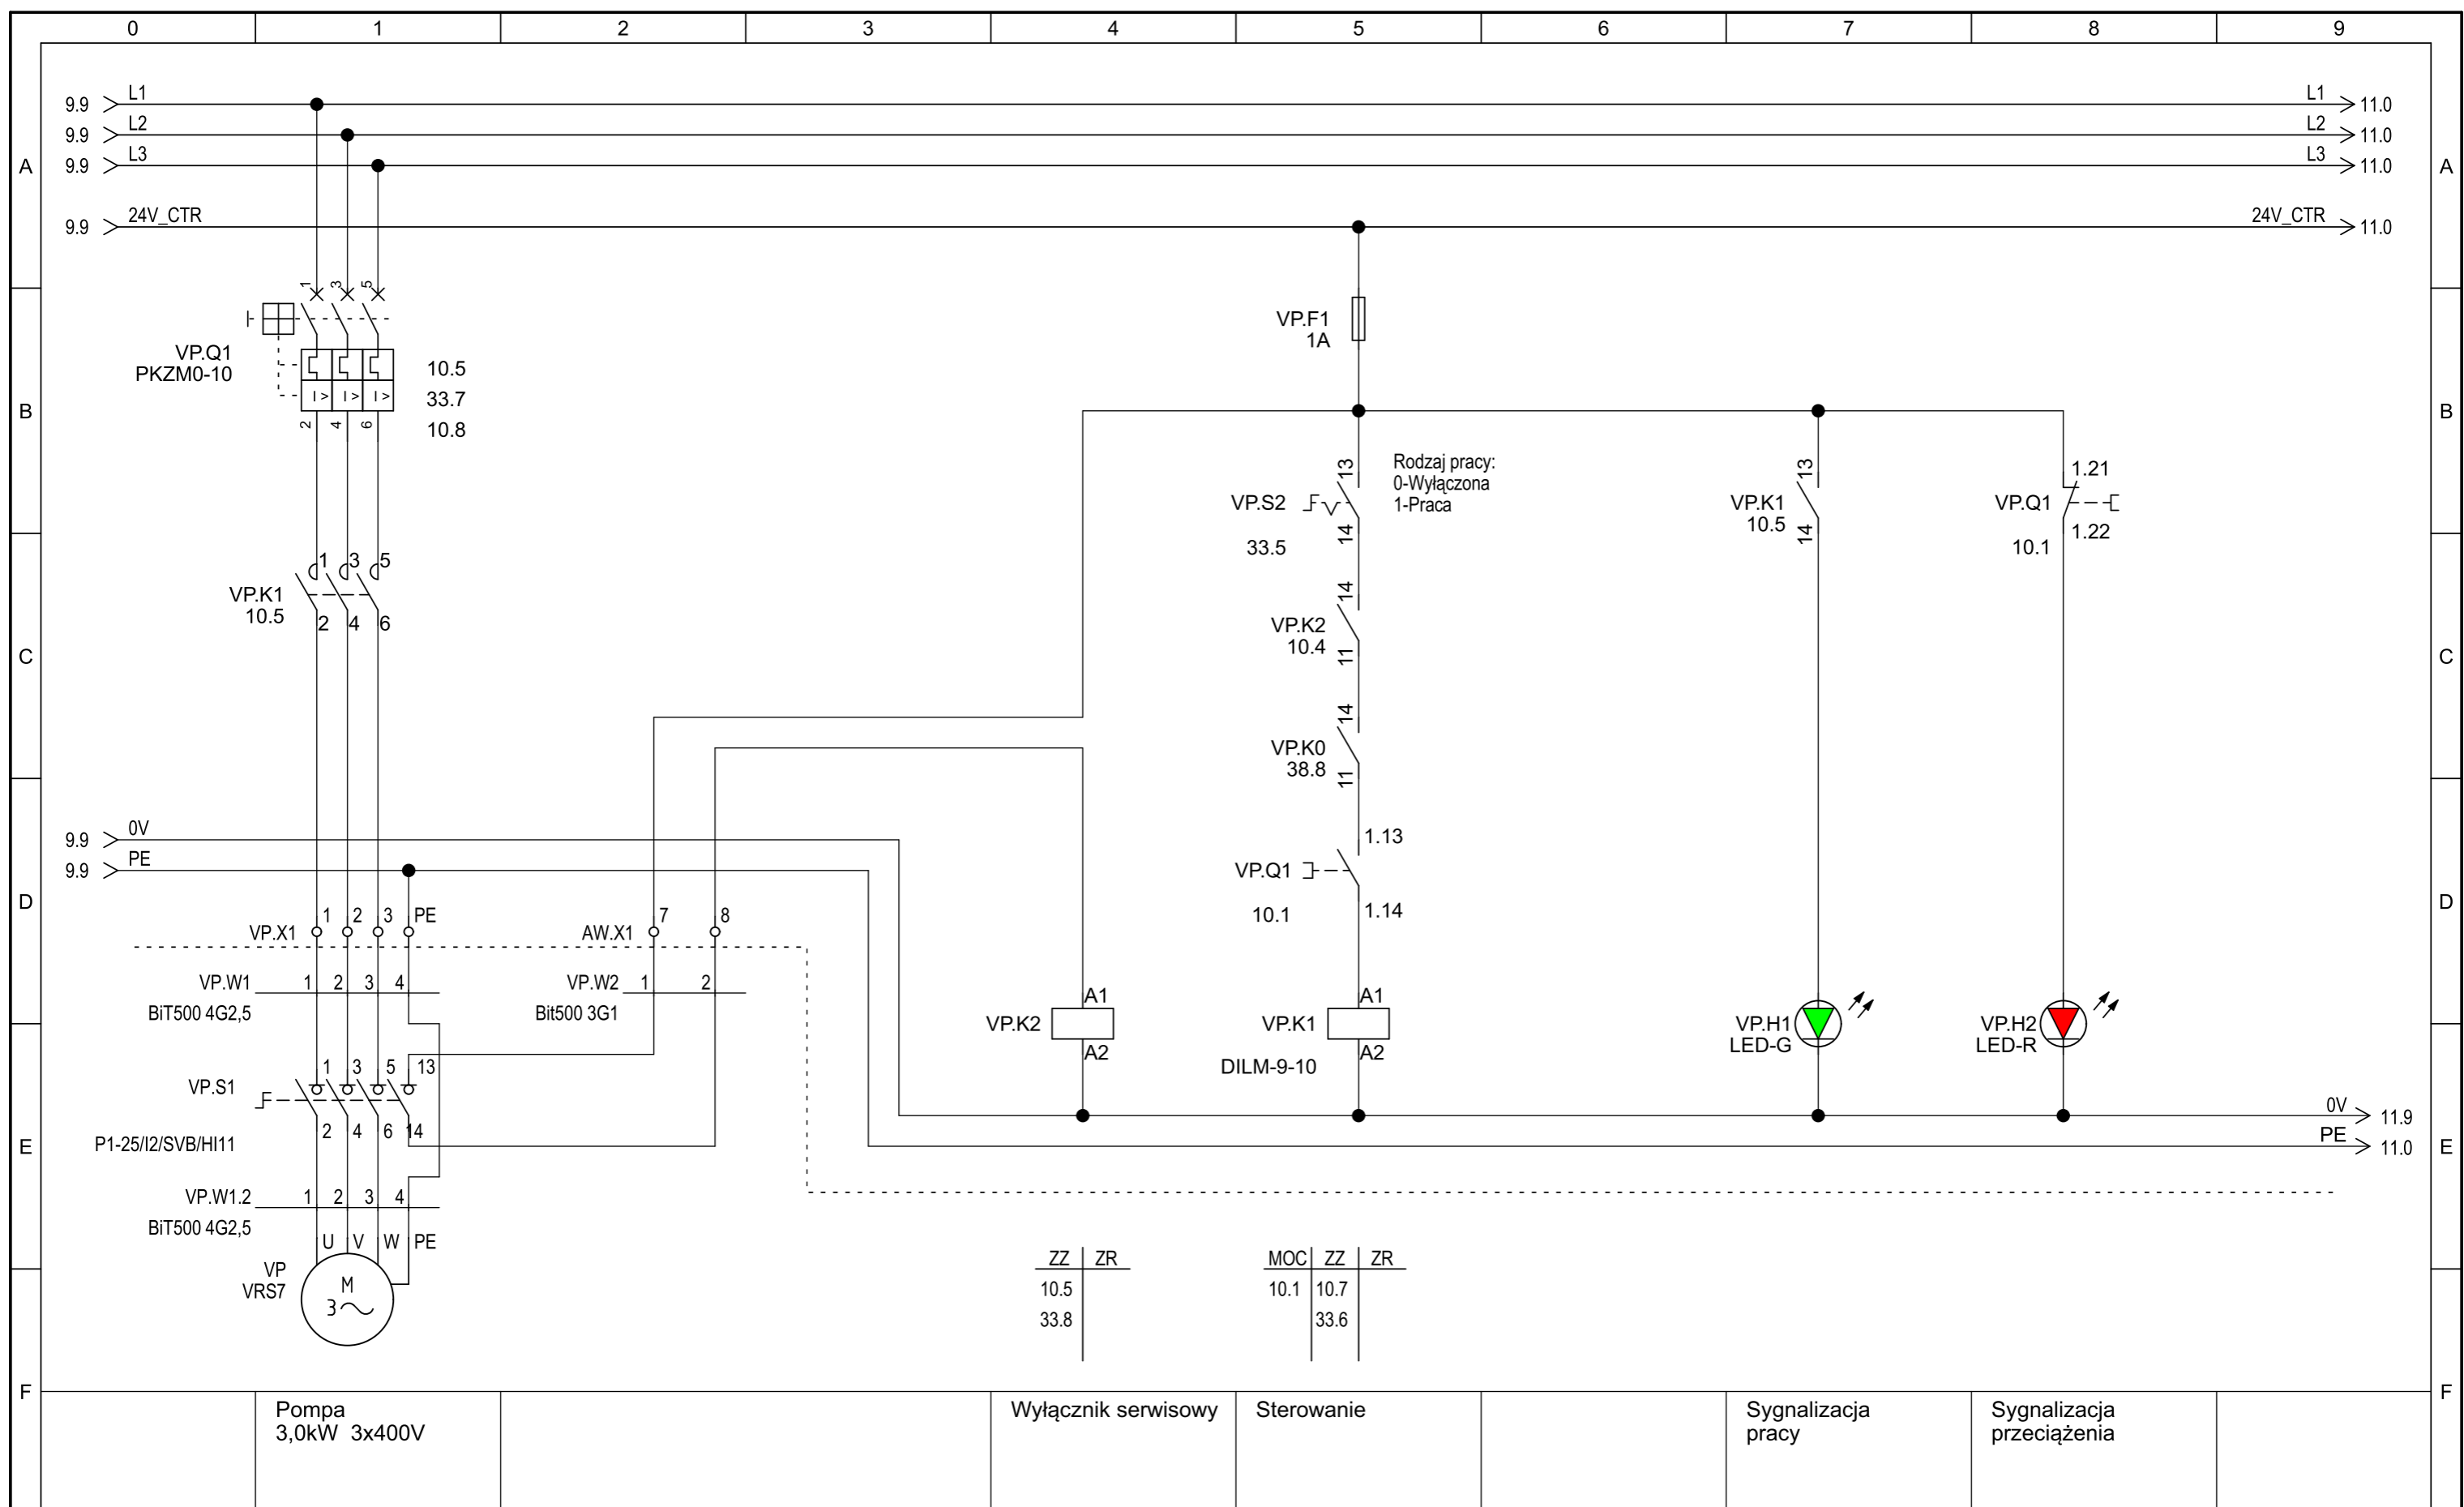 0 1 2 3 4 5 6 7 8 9
9.9 L1 L1 11.0
9.9 L2 L2 11.0
A 9.9 L3 L3 11.0 A
9.9 24V_CTR 24V_CTR 11.0
1 3 5
VP.Q1
PKZM0-10
I > I > I >
2 4 6
10.5
33.7
10.8
VP.F1
1A
B B
13
VP.S2
14
33.5
Rodzaj pracy:
0-Wyłączona
1-Praca
13
VP.K1
10.5
14
1.21
VP.Q1
1.22
10.1
1 3 5
VP.K1
10.5
2 4 6
14
VP.K2
10.4
11
C C
14
VP.K0
38.8
11
9.9 0V
9.9 PE
1.13
VP.Q1
10.1
1.14
D D
1 2 3 PE
VP.X1
7 8
AW.X1
VP.W1 1 2 3 4
BiT500 4G2,5
VP.W2 1 2
Bit500 3G1
A1
VP.K2
A2
A1
VP.K1
A2
DILM-9-10
VP.H1
LED-G
VP.H2
LED-R
1 3 5 13
VP.S1
2 4 6 14
P1-25/I2/SVB/HI11
0V 11.9
PE 11.0
E E
VP.W1.2 1 2 3 4
BiT500 4G2,5
U V W PE
VP
VRS7
M
3
ZZ ZR
10.5
33.8
MOC ZZ ZR
10.1 10.7
33.6
F F
Pompa
3,0kW 3x400V
Wyłącznik serwisowy
Sterowanie
Sygnalizacja
pracy
Sygnalizacja
przeciążenia